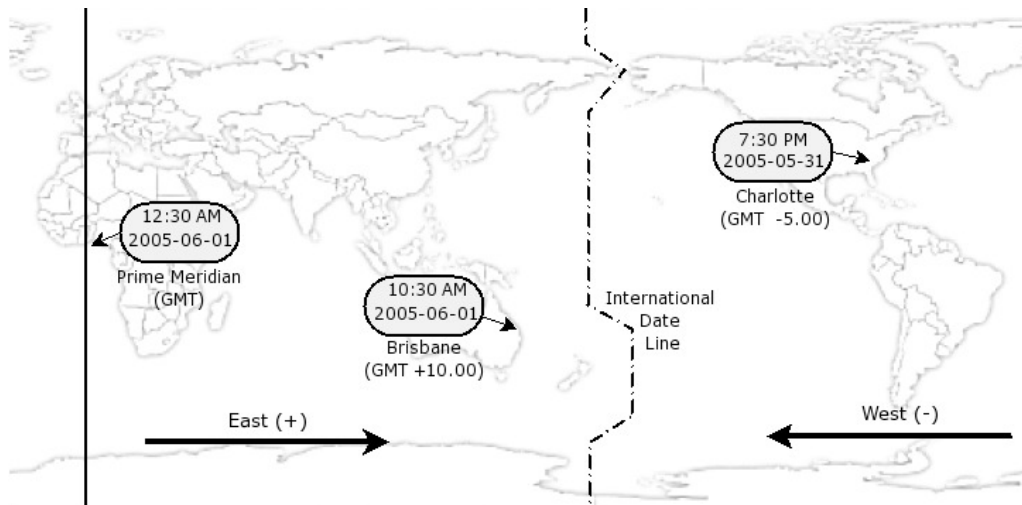 7:30 PM
2005-05-31
Charlotte
(GMT -5.00)
12:30 AM
2005-06-01
Prime Meridian
(GMT)
10:30 AM
2005-06-01
Brisbane
(GMT +10.00)
International
Date
Line
East (+)
West (-)